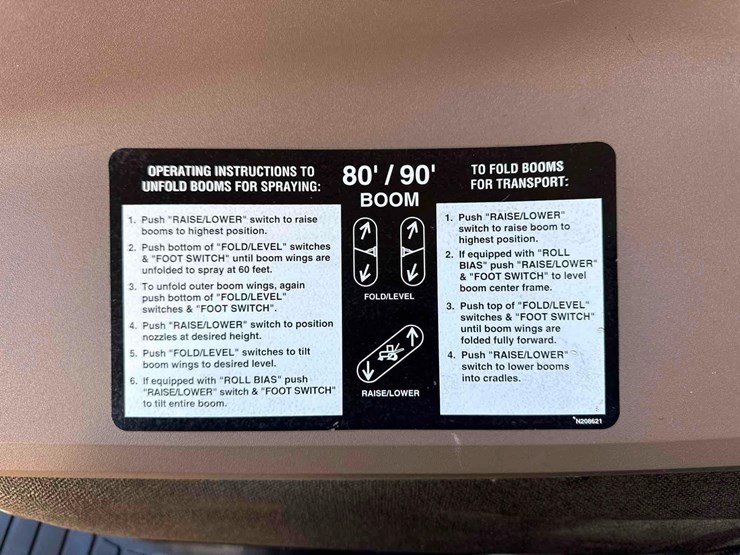 OPERATING INSTRUCTIONS TO
UNFOLD BOOMS FOR SPRAYING:
1. Push "RAISE/LOWER" switch to raise
booms to highest position.
2. Push bottom of "FOLD/LEVEL" switches
& "FOOT SWITCH" until boom wings are
unfolded to spray at 60 feet.
3. To unfold outer boom wings, again
push bottom of "FOLD/LEVEL"
switches & "FOOT SWITCH".
4. Push "RAISE/LOWER" switch to position
nozzles at desired height.
5. Push "FOLD/LEVEL" switches to tilt
boom wings to desired level.
6. If equipped with "ROLL BIAS" push
"RAISE/LOWER" switch & "FOOT SWITCH"
to tilt entire boom.
80' / 90'
BOOM
FOLD/LEVEL
RAISE/LOWER
TO FOLD BOOMS
FOR TRANSPORT:
1. Push "RAISE/LOWER"
switch to raise boom to
highest position.
2. If equipped with "ROLL
BIAS" push "RAISE/LOWER"
& "FOOT SWITCH" to level
boom center frame.
3. Push top of "FOLD/LEVEL"
switches & "FOOT SWITCH"
until boom wings are
folded fully forward.
4. Push "RAISE/LOWER"
switch to lower booms
into cradles.
*N208621